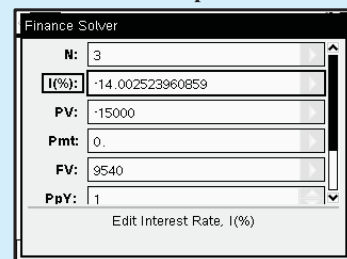 Finance Solver
N: 3
I(%): -14.002523960859
PV: -15000
Pmt: 0.
FV: 9540
PpY: 1
Edit Interest Rate, I(%)